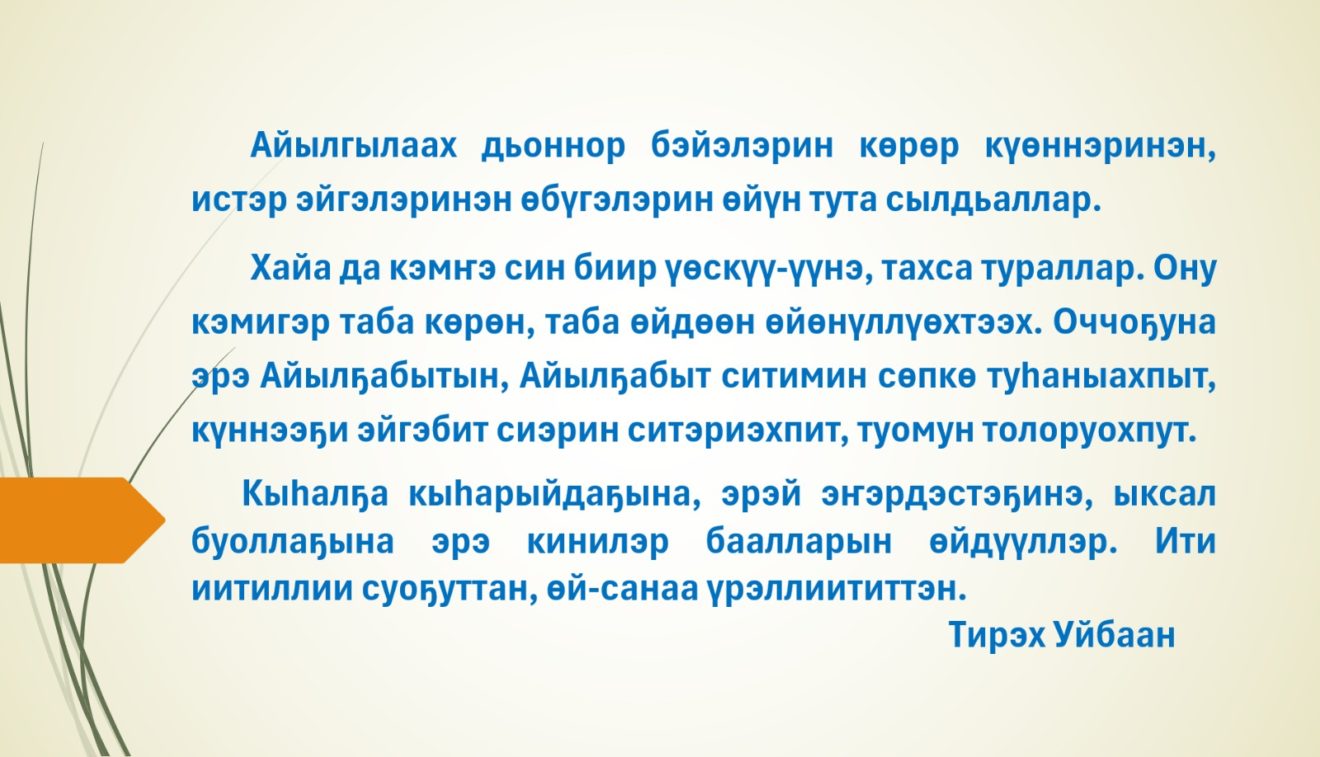 Айылгылаах дьоннор бэйэлэрин көрөр күөннэринэн,
истэр эйгэлэринэн өбүгэлэрин өйүн тута сылдьаллар.
Хайа да кэмҥэ син биир үөскүү-үүнэ, тахса тураллар. Ону
кэмигэр таба көрөн, таба өйдөөн өйөнүллүөхтээх. Оччоҕуна
эрэ Айылҕабытын, Айылҕабыт ситимин сөпкө туһаныахпыт,
күннээҕи эйгэбит сиэрин ситэриэхпит, туомун толоруохпут.
Кыһалҕа кыһарыйдаҕына, эрэй эҥэрдэстэҕинэ, ыксал
буоллаҕына эрэ кинилэр баалларын өйдүүллэр. Ити
иитиллии суоҕуттан, өй-санаа үрэллиитититтэн.
Тирэх Уйбаан